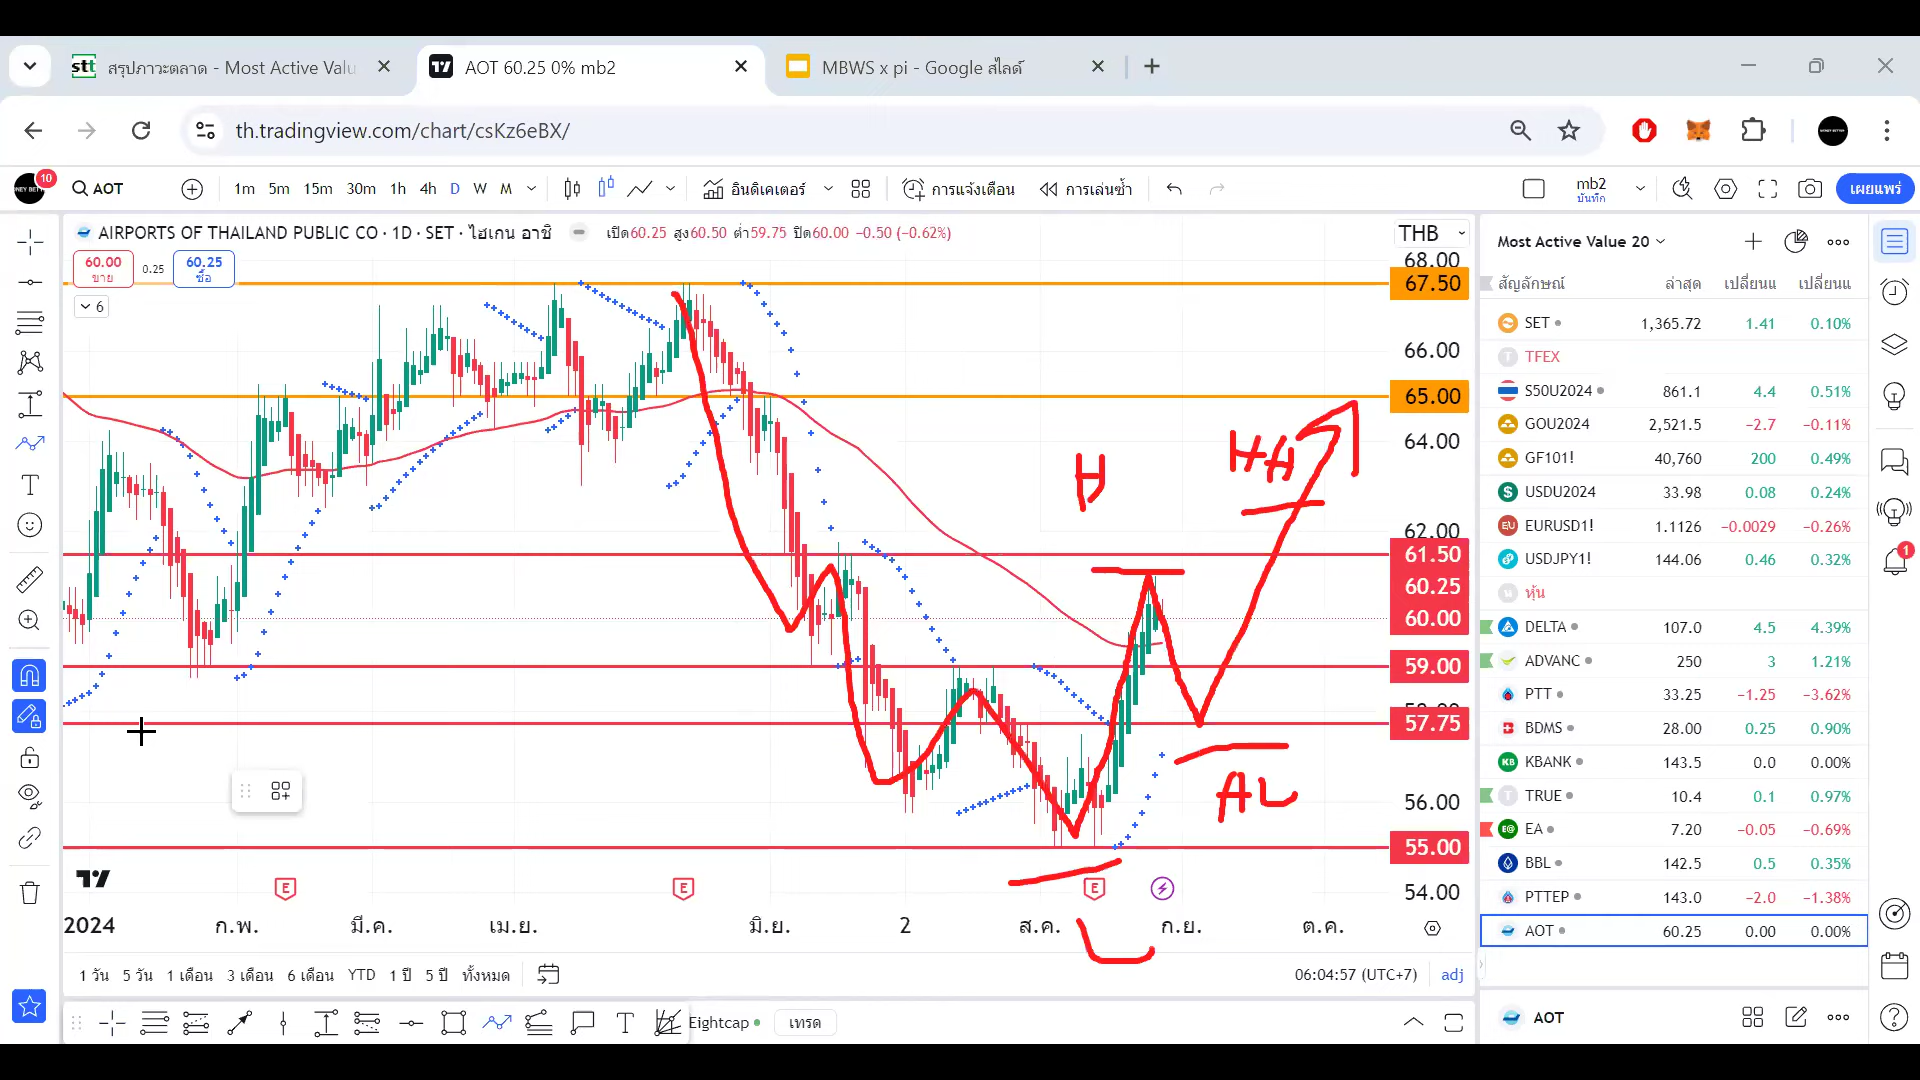 สรุปภาวะตลาด - Most Active Valu
AOT 60.25 0% mb2
MBWS x pi - Google สไลด์
th.tradingview.com/chart/csKz6eBX/
10
AOT
1m 5m 15m 30m 1h 4h D W M
อินดิเคเตอร์
การแจ้งเตือน
การเล่นซ้ำ
mb2
บันทึก
เผยแพร่
AIRPORTS OF THAILAND PUBLIC CO · 1D · SET · ไฮเกน อาชิ
เปิด60.25 สูง60.50 ต่ำ59.75 ปิด60.00 −0.50 (−0.62%)
60.00
ขาย
0.25
60.25
ซื้อ
6
THB
68.00
67.50
66.00
65.00
64.00
62.00
61.50
60.25
60.00
59.00
57.75
56.00
55.00
54.00
H
HH
L
E
E
E
2024 ก.พ. มี.ค. เม.ย. มิ.ย. 2 ส.ค. ก.ย. ต.ค.
1 วัน 5 วัน 1 เดือน 3 เดือน 6 เดือน YTD 1 ปี 5 ปี ทั้งหมด
06:04:57 (UTC+7) adj
Eightcap
เทรด
Most Active Value 20
สัญลักษณ์ ล่าสุด เปลี่ยนแ เปลี่ยนแ
SET 1,365.72 1.41 0.10%
TFEX
S50U2024 861.1 4.4 0.51%
GOU2024 2,521.5 −2.7 −0.11%
GF101! 40,760 200 0.49%
USDU2024 33.98 0.08 0.24%
EURUSD1! 1.1126 −0.0029 −0.26%
USDJPY1! 144.06 0.46 0.32%
หุ้น
DELTA 107.0 4.5 4.39%
ADVANC 250 3 1.21%
PTT 33.25 −1.25 −3.62%
BDMS 28.00 0.25 0.90%
KBANK 143.5 0.0 0.00%
TRUE 10.4 0.1 0.97%
EA 7.20 −0.05 −0.69%
BBL 142.5 0.5 0.35%
PTTEP 143.0 −2.0 −1.38%
AOT 60.25 0.00 0.00%
AOT
1